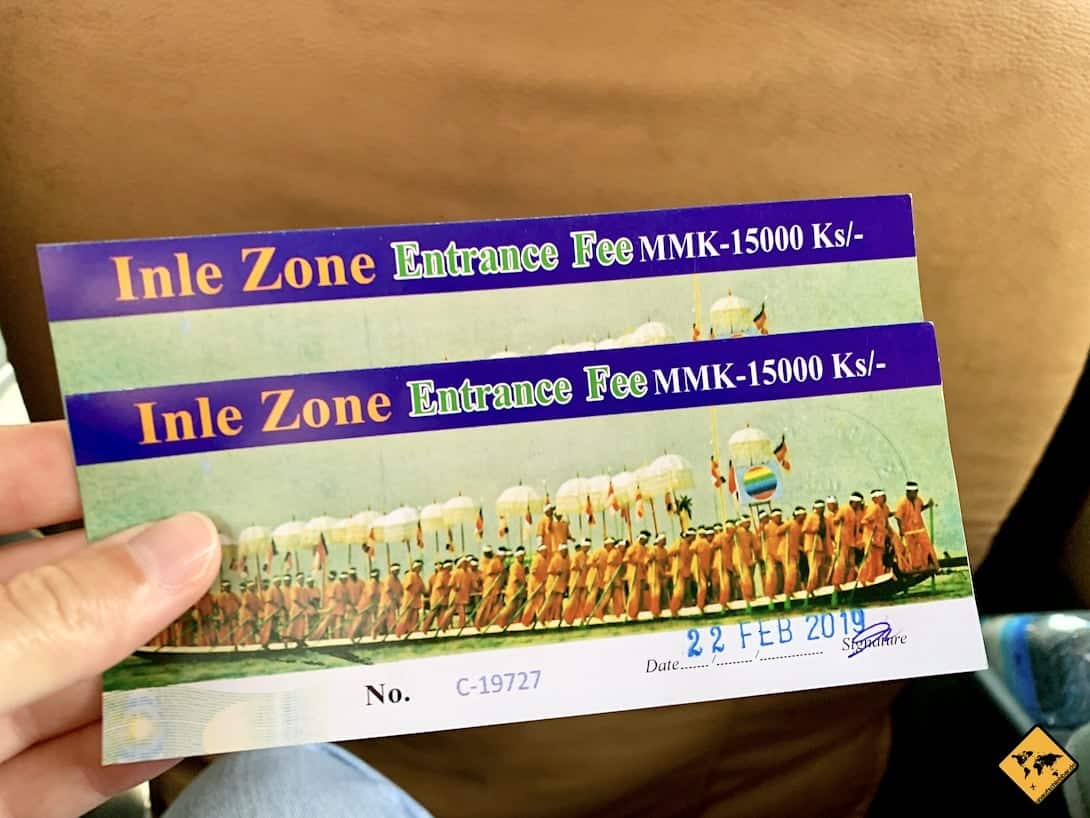 Inle Zone Entrance Fee MMK-15000 Ks/-
Inle Zone Entrance Fee MMK-15000 Ks/-
22 FEB 2019
Date....../......../............... Signature
No. C-19727